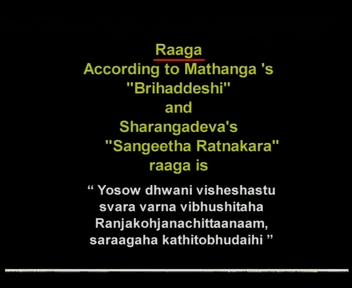 Raaga
According to Mathanga 's
"Brihaddeshi"
and
Sharangadeva's
"Sangeetha Ratnakara"
raaga is
“ Yosow dhwani visheshastu
svara varna vibhushitaha
Ranjakohjanachittaanaam,
saraagaha kathitobhudaihi ”